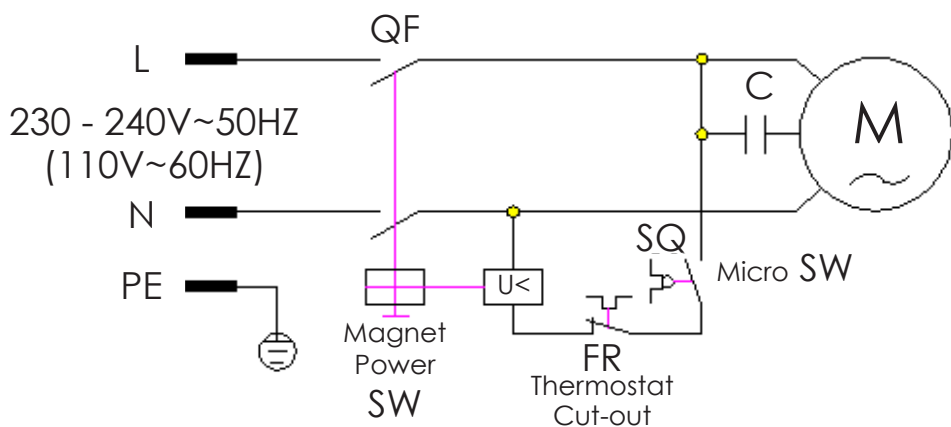 QF
L
C
230 - 240V~50HZ
(110V~60HZ)
M
N
SQ
Micro SW
PE
U<
Magnet
Power
SW
FR
Thermostat
Cut-out